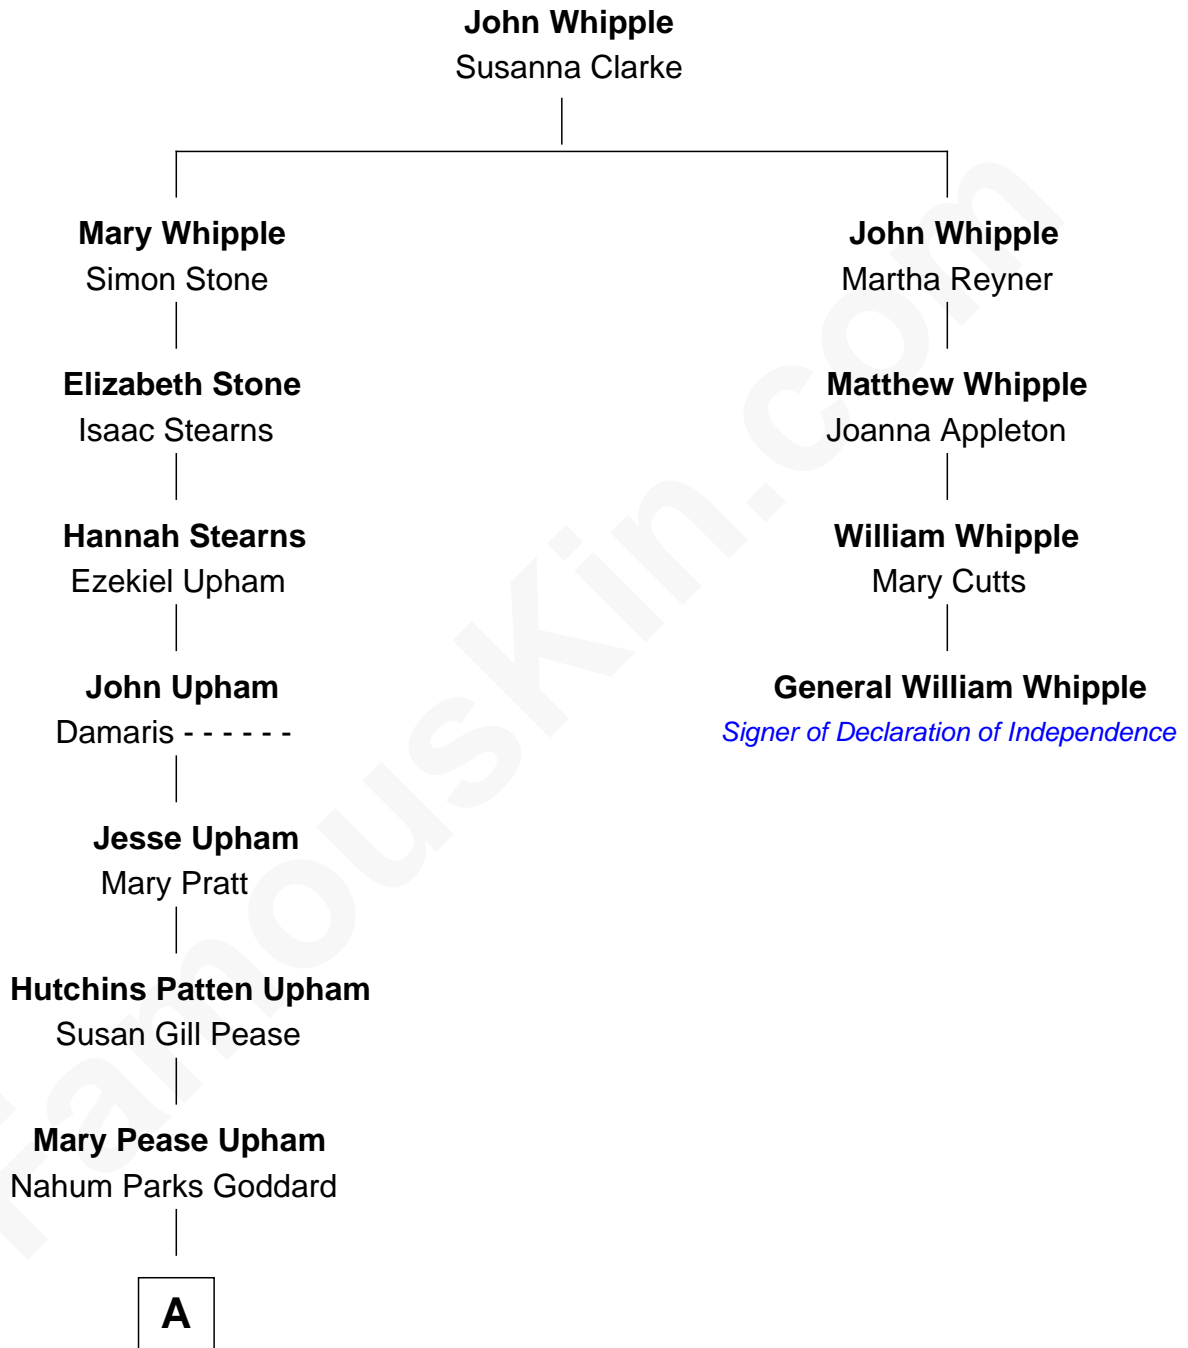 John Whipple
Susanna Clarke
Mary Whipple
Simon Stone
John Whipple
Martha Reyner
Elizabeth Stone
Isaac Stearns
Matthew Whipple
Joanna Appleton
Hannah Stearns
Ezekiel Upham
William Whipple
Mary Cutts
John Upham
Damaris - - - - - -
General William Whipple
Signer of Declaration of Independence
Jesse Upham
Mary Pratt
Hutchins Patten Upham
Susan Gill Pease
Mary Pease Upham
Nahum Parks Goddard
A
FamousKin.com